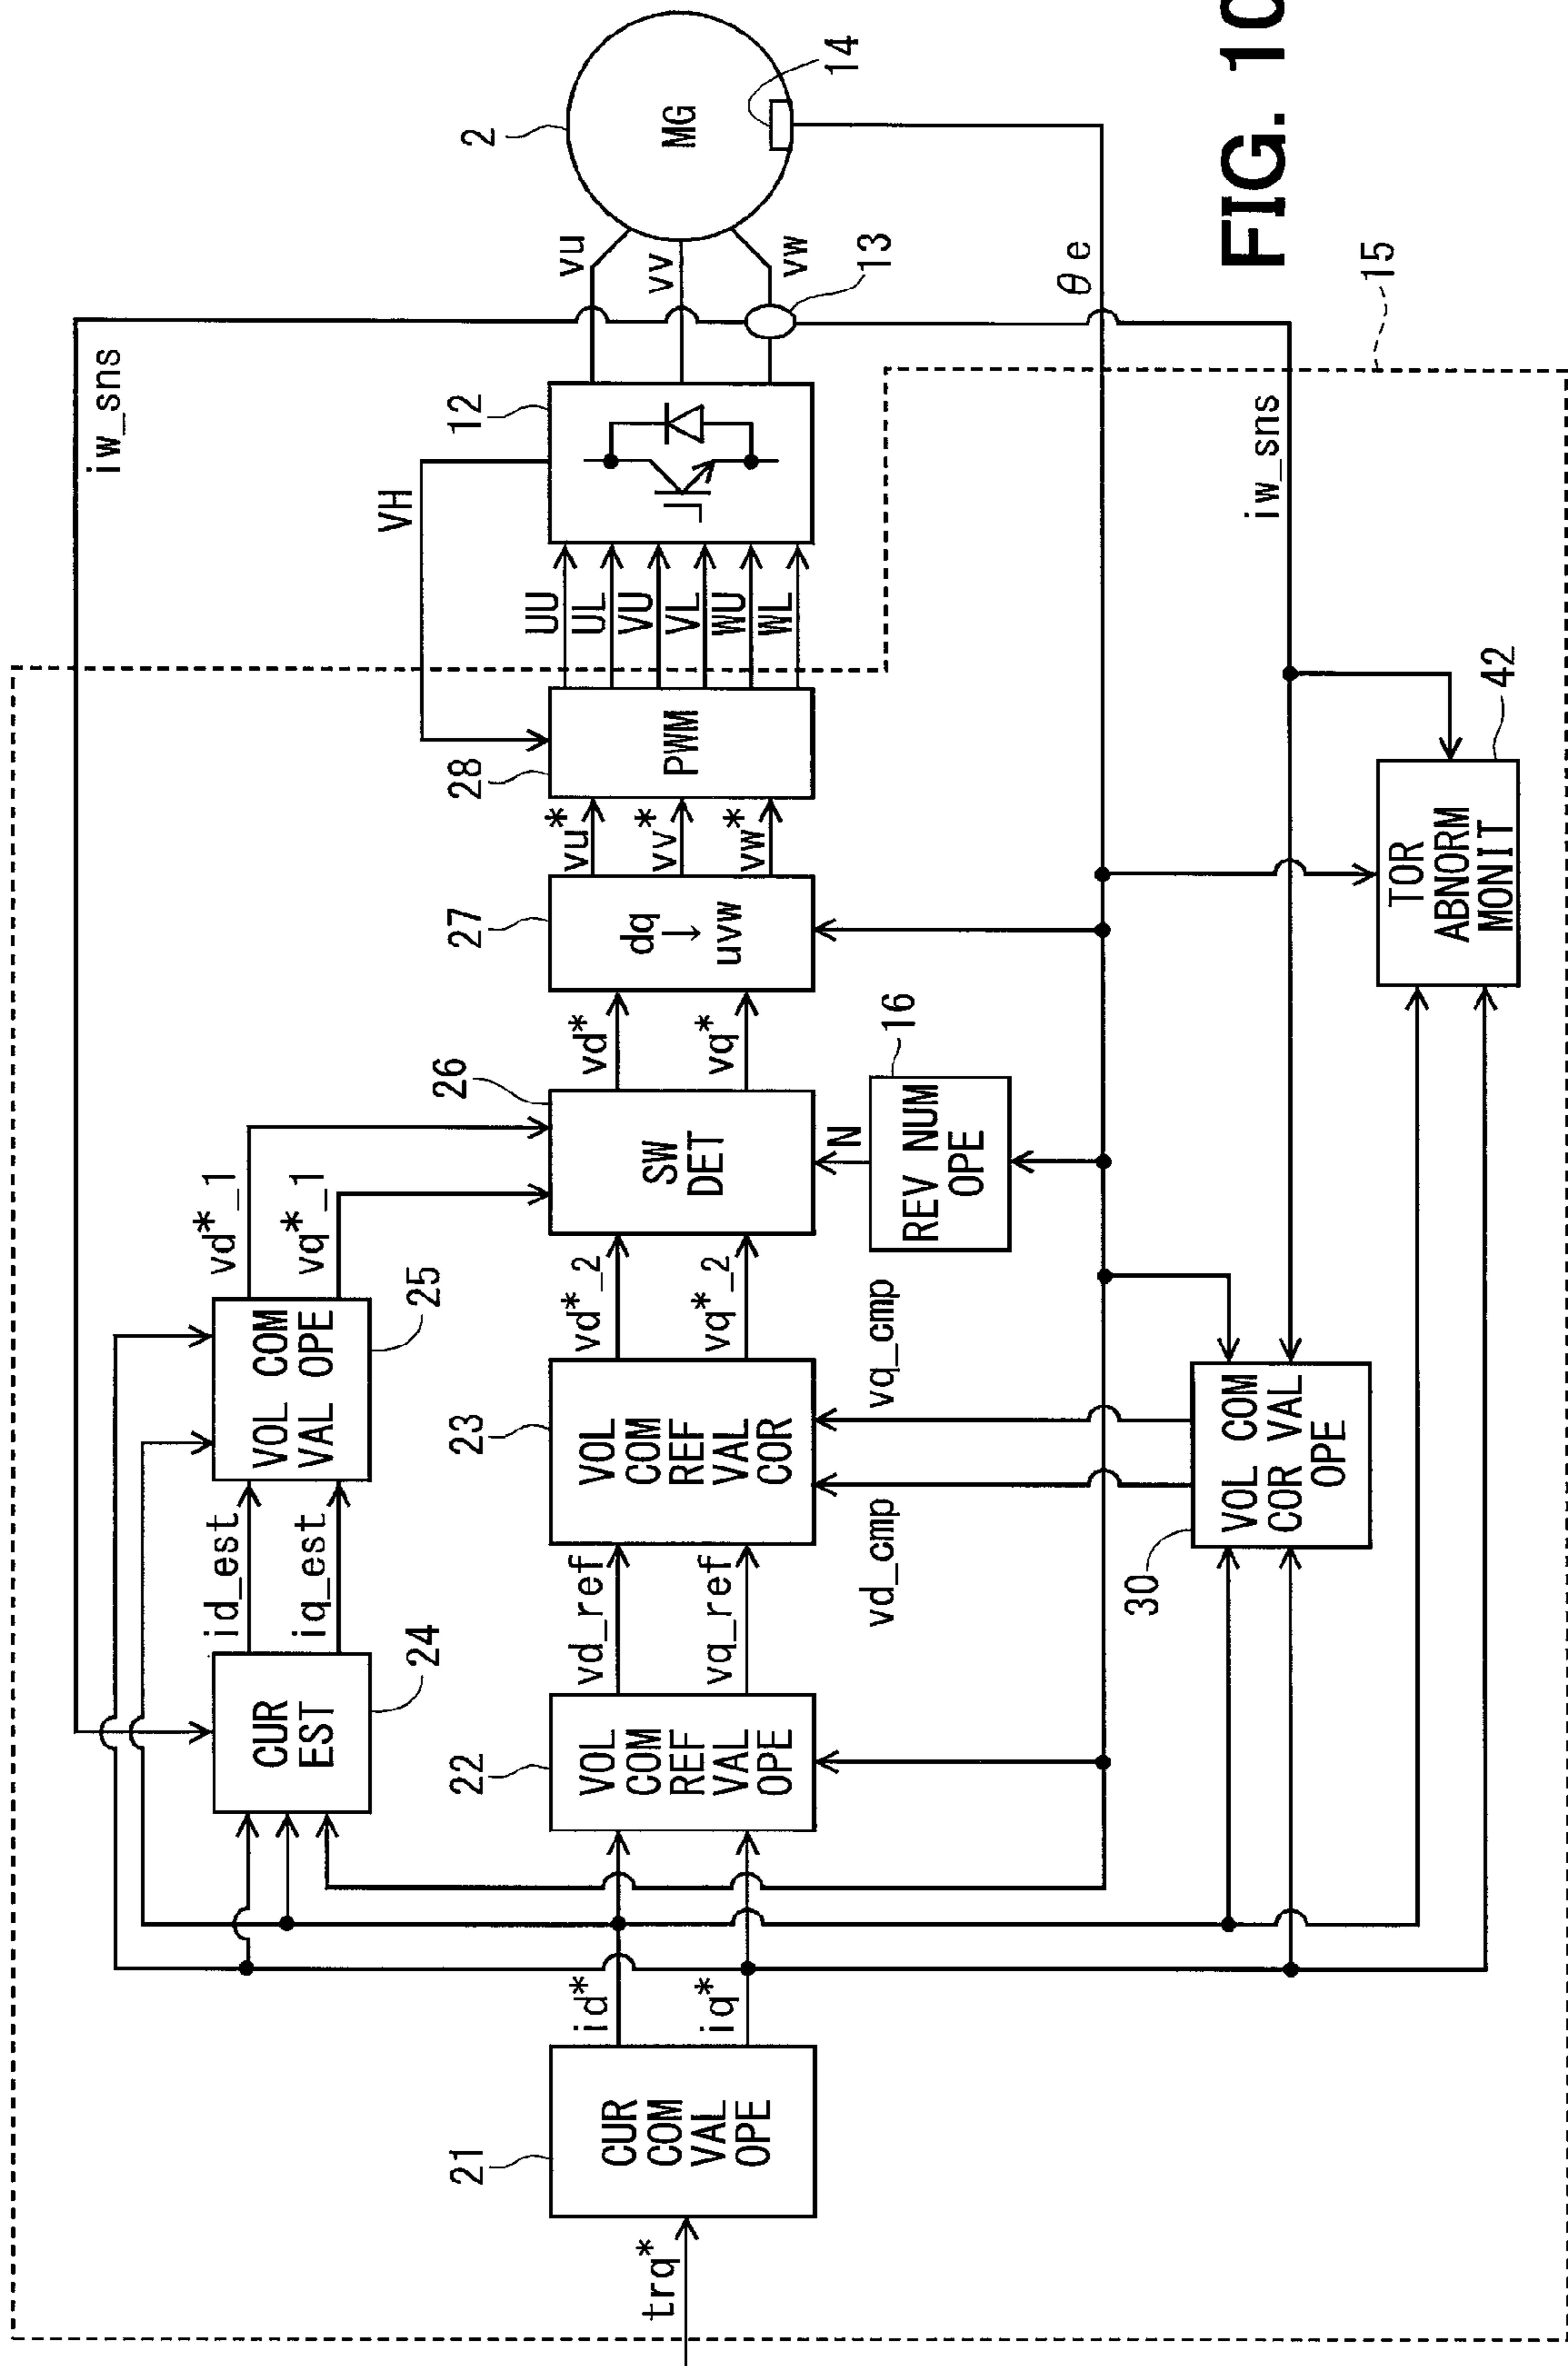 FIG. 10
trq*
21
CUR
COM
VAL
OPE
id*
iq*
22
VOL
COM
REF
VAL
OPE
vd_ref
vq_ref
23
VOL
COM
REF
VAL
COR
vd*_2
vq*_2
24
CUR
EST
id_est
iq_est
25
VOL COM
VAL OPE
vd*_1
vq*_1
26
SW
DET
vd*
vq*
27
dq
↓
uvw
vu*
vv*
vw*
28
PWM
UU
UL
VU
VL
WU
WL
VH
12
iw_sns
vu
vv
vw
13
2
MG
14
θe
15
iw_sns
16
REV NUM
OPE
N
vd_cmp
vq_cmp
30
VOL COM
COR VAL
OPE
42
TOR
ABNORM
MONIT